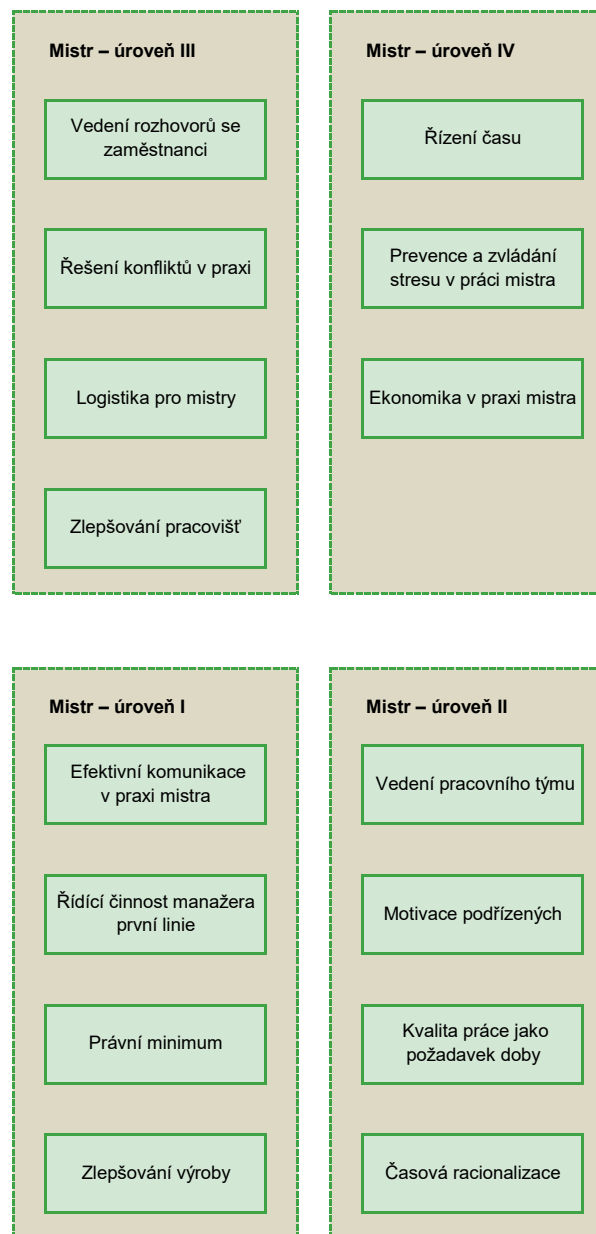 Mistr – úroveň III
Vedení rozhovorů se
zaměstnanci
Řešení konfliktů v praxi
Logistika pro mistry
Zlepšování pracovišť
Mistr – úroveň IV
Řízení času
Prevence a zvládání
stresu v práci mistra
Ekonomika v praxi mistra
Mistr – úroveň I
Efektivní komunikace
v praxi mistra
Řídící činnost manažera
první linie
Právní minimum
Zlepšování výroby
Mistr – úroveň II
Vedení pracovního týmu
Motivace podřízených
Kvalita práce jako
požadavek doby
Časová racionalizace